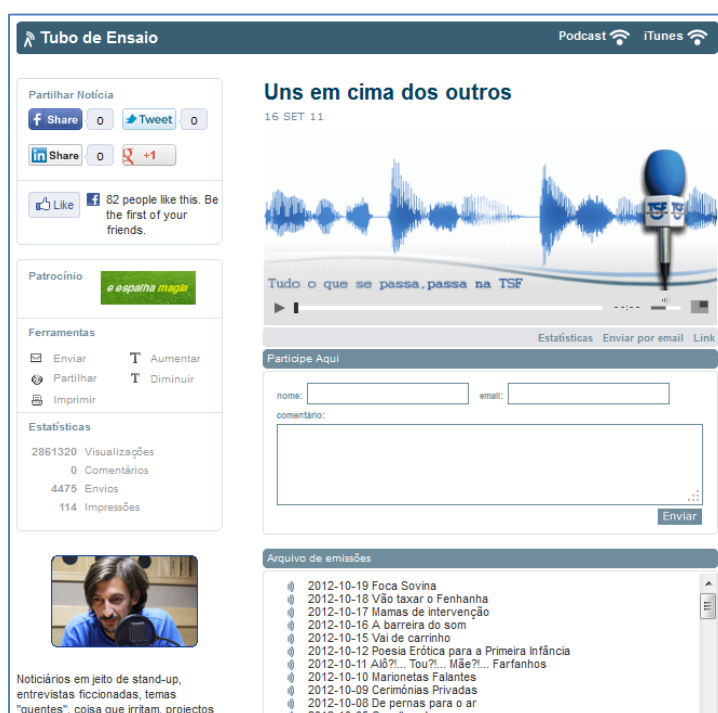 Tubo de Ensaio
Podcast
iTunes
Partilhar Notícia
Share 0
Tweet 0
in Share 0
g +1
Like
82 people like this. Be
the first of your
friends.
Patrocínio
e espalha magia
Ferramentas
Enviar
T Aumentar
Partilhar
T Diminuir
Imprimir
Estatísticas
2861320 Visualizações
0 Comentários
4475 Envios
114 Impressões
Noticiários em jeito de stand-up,
entrevistas ficcionadas, temas
"quentes", coisa que irritam, projectos
Uns em cima dos outros
16 SET 11
TSF
Tudo o que se passa,passa na TSF
--:--
Estatísticas Enviar por email Link
Participe Aqui
nome:
email:
comentário:
Enviar
Arquivo de emissões
2012-10-19 Foca Sovina
2012-10-18 Vão taxar o Fenhanha
2012-10-17 Mamas de intervenção
2012-10-16 A barreira do som
2012-10-15 Vai de carrinho
2012-10-12 Poesia Erótica para a Primeira Infância
2012-10-11 Alô?!... Tou?!... Mãe?!... Farfanhos
2012-10-10 Marionetas Falantes
2012-10-09 Cerimónias Privadas
2012-10-08 De pernas para o ar